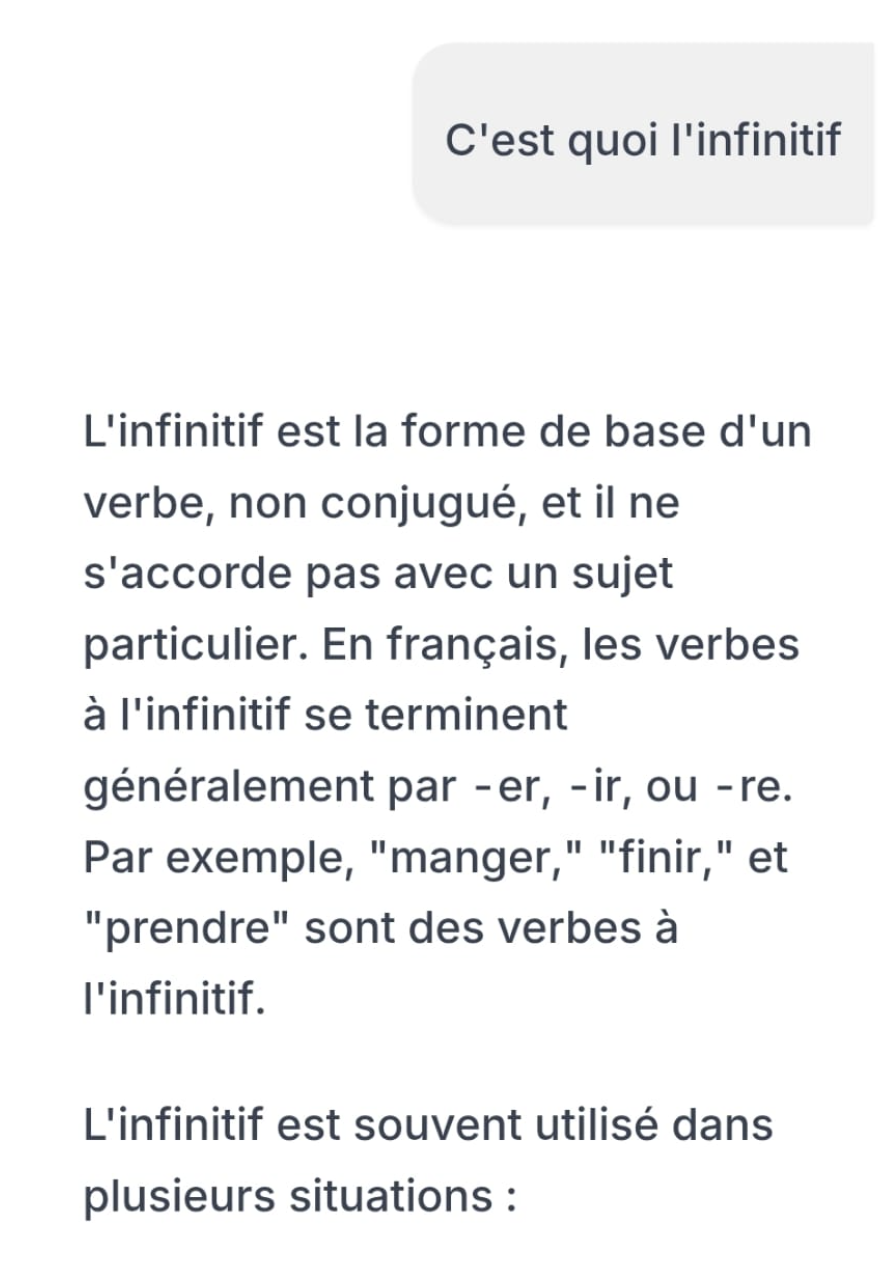 C'est quoi l'infinitif
L'infinitif est la forme de base d'un
verbe, non conjugué, et il ne
s'accorde pas avec un sujet
particulier. En français, les verbes
à l'infinitif se terminent
généralement par -er, -ir, ou -re.
Par exemple, "manger," "finir," et
"prendre" sont des verbes à
l'infinitif.
L'infinitif est souvent utilisé dans
plusieurs situations :